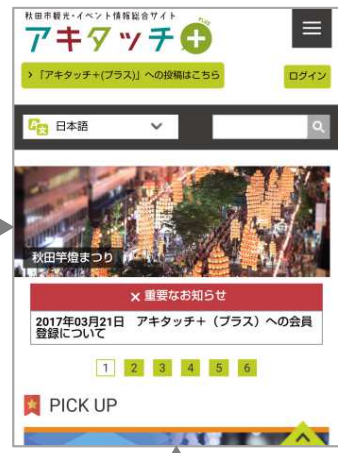 秋田市観光・イベント情報総合サイト
アキタッチ+
PLUS
> 「アキタッチ+(プラス)」への投稿はこちら
ログイン
日本語
秋田竿燈まつり
× 重要なお知らせ
2017年03月21日 アキタッチ+（プラス）への会員
登録について
1 2 3 4 5 6
PICK UP